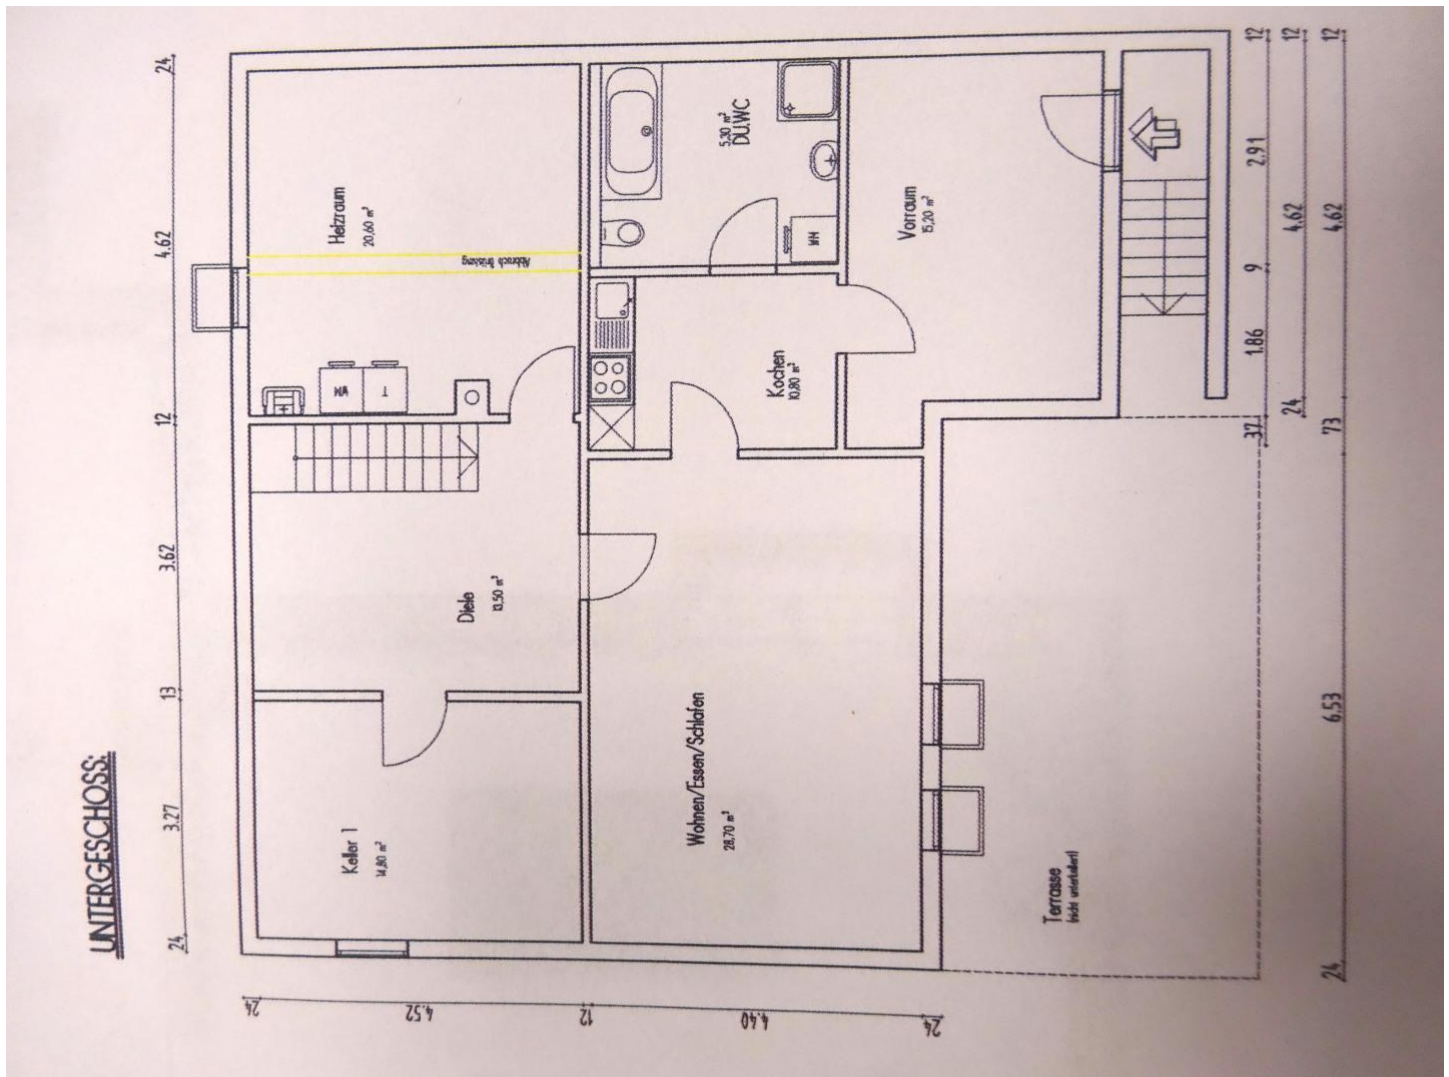 UNTERGESCHOSS:
24
3.27
13
3.62
12
4.62
24
Keller 1
14,80 m²
Diele
13,50 m²
Heizraum
20,60 m²
WM
T
Abbruch Brüstung
Wohnen/Essen/Schlafen
28,70 m²
Kochen
10,80 m²
5,30 m²
DU.WC
WM
Vorraum
15,20 m²
Terrasse
(nicht unterkellert)
37
1.86
9
2.91
12
24
4.62
12
24
6.53
73
4.62
12
24
4.52
12
4.40
24